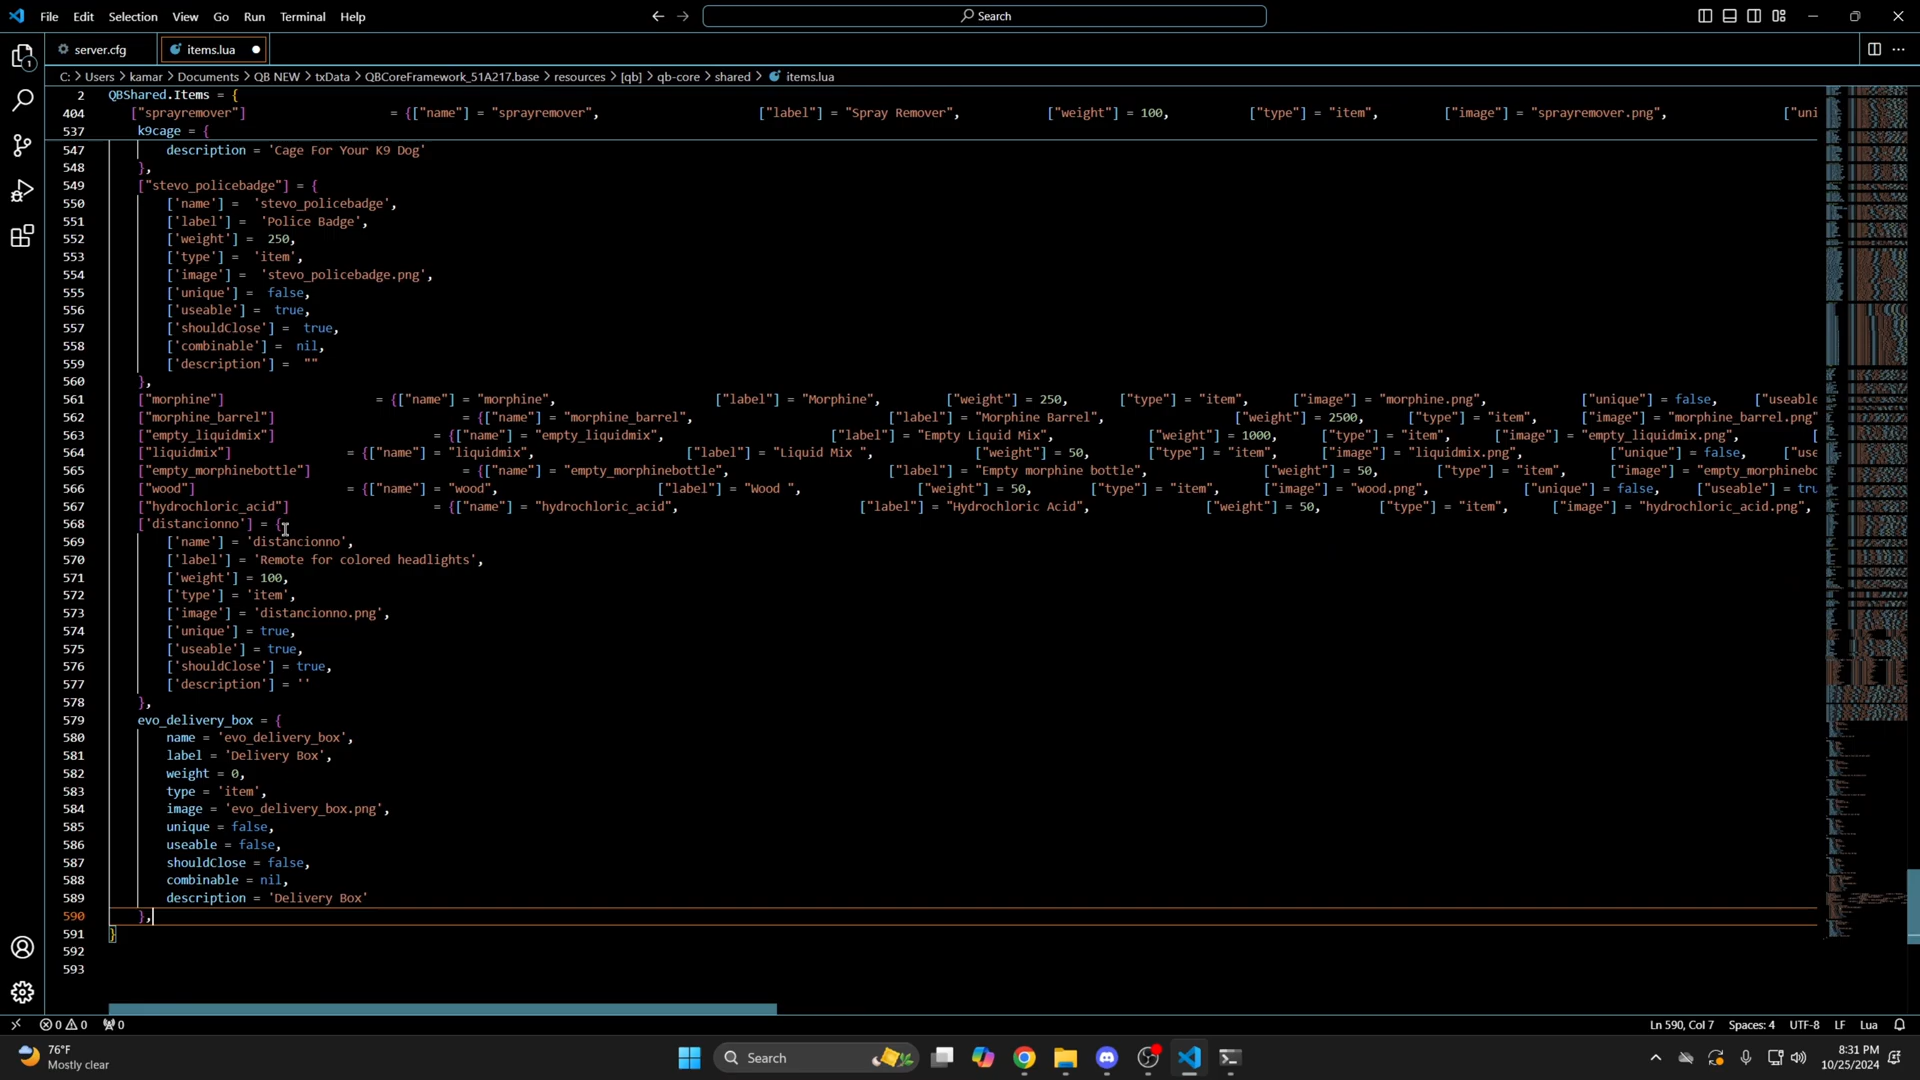 File Edit Selection View Go Run Terminal Help
Search
server.cfg
items.lua
C: > Users > kamar > Documents > QB NEW > txData > QBCoreFramework_51A217.base > resources > [qb] > qb-core > shared > items.lua
2 QBShared.Items = {
404 ["sprayremover"] = {["name"] = "sprayremover", ["label"] = "Spray Remover", ["weight"] = 100, ["type"] = "item", ["image"] = "sprayremover.png", ["uni
537 k9cage = {
547 description = 'Cage For Your K9 Dog'
548 },
549 ["stevo_policebadge"] = {
550 ['name'] = 'stevo_policebadge',
551 ['label'] = 'Police Badge',
552 ['weight'] = 250,
553 ['type'] = 'item',
554 ['image'] = 'stevo_policebadge.png',
555 ['unique'] = false,
556 ['useable'] = true,
557 ['shouldClose'] = true,
558 ['combinable'] = nil,
559 ['description'] = ""
560 },
561 ["morphine"] = {["name"] = "morphine", ["label"] = "Morphine", ["weight"] = 250, ["type"] = "item", ["image"] = "morphine.png", ["unique"] = false, ["useable
562 ["morphine_barrel"] = {["name"] = "morphine_barrel", ["label"] = "Morphine Barrel", ["weight"] = 2500, ["type"] = "item", ["image"] = "morphine_barrel.png"
563 ["empty_liquidmix"] = {["name"] = "empty_liquidmix", ["label"] = "Empty Liquid Mix", ["weight"] = 1000, ["type"] = "item", ["image"] = "empty_liquidmix.png", [
564 ["liquidmix"] = {["name"] = "liquidmix", ["label"] = "Liquid Mix ", ["weight"] = 50, ["type"] = "item", ["image"] = "liquidmix.png", ["unique"] = false, ["use
565 ["empty_morphinebottle"] = {["name"] = "empty_morphinebottle", ["label"] = "Empty morphine bottle", ["weight"] = 50, ["type"] = "item", ["image"] = "empty_morphinebo
566 ["wood"] = {["name"] = "wood", ["label"] = "Wood ", ["weight"] = 50, ["type"] = "item", ["image"] = "wood.png", ["unique"] = false, ["useable"] = tru
567 ["hydrochloric_acid"] = {["name"] = "hydrochloric_acid", ["label"] = "Hydrochloric Acid", ["weight"] = 50, ["type"] = "item", ["image"] = "hydrochloric_acid.png",
568 ['distancionno'] = {
569 ['name'] = 'distancionno',
570 ['label'] = 'Remote for colored headlights',
571 ['weight'] = 100,
572 ['type'] = 'item',
573 ['image'] = 'distancionno.png',
574 ['unique'] = true,
575 ['useable'] = true,
576 ['shouldClose'] = true,
577 ['description'] = ''
578 },
579 evo_delivery_box = {
580 name = 'evo_delivery_box',
581 label = 'Delivery Box',
582 weight = 0,
583 type = 'item',
584 image = 'evo_delivery_box.png',
585 unique = false,
586 useable = false,
587 shouldClose = false,
588 combinable = nil,
589 description = 'Delivery Box'
590 },
591 }
592
593
0 0 0 Ln 590, Col 7 Spaces: 4 UTF-8 LF Lua
76°F
Mostly clear
Search
8:31 PM
10/25/2024